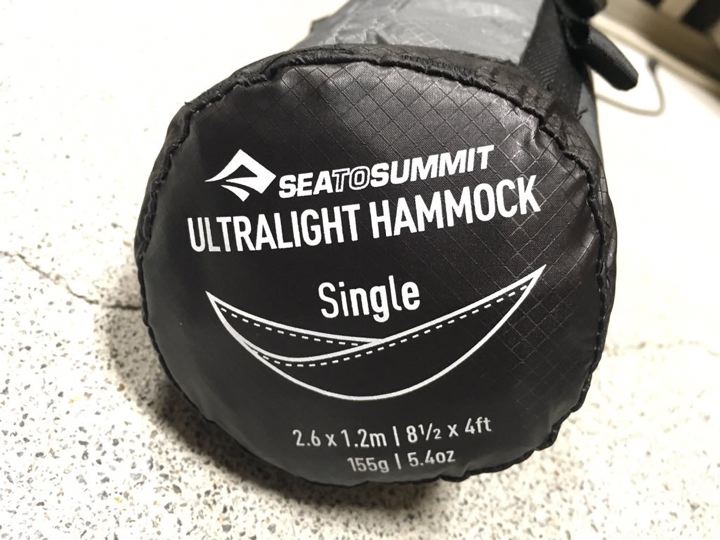 SEATOSUMMIT
ULTRALIGHT HAMMOCK
Single
2.6 x 1.2m | 8½ x 4ft
155g | 5.4oz